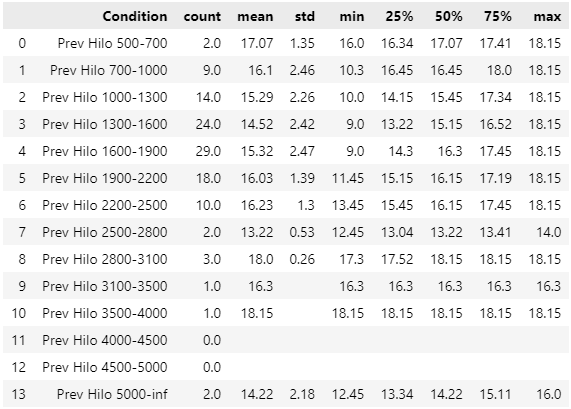 Condition count mean std min 25% 50% 75% max
0 Prev Hilo 500-700 2.0 17.07 1.35 16.0 16.34 17.07 17.41 18.15
1 Prev Hilo 700-1000 9.0 16.1 2.46 10.3 16.45 16.45 18.0 18.15
2 Prev Hilo 1000-1300 14.0 15.29 2.26 10.0 14.15 15.45 17.34 18.15
3 Prev Hilo 1300-1600 24.0 14.52 2.42 9.0 13.22 15.15 16.52 18.15
4 Prev Hilo 1600-1900 29.0 15.32 2.47 9.0 14.3 16.3 17.45 18.15
5 Prev Hilo 1900-2200 18.0 16.03 1.39 11.45 15.15 16.15 17.19 18.15
6 Prev Hilo 2200-2500 10.0 16.23 1.3 13.45 15.45 16.15 17.45 18.15
7 Prev Hilo 2500-2800 2.0 13.22 0.53 12.45 13.04 13.22 13.41 14.0
8 Prev Hilo 2800-3100 3.0 18.0 0.26 17.3 17.52 18.15 18.15 18.15
9 Prev Hilo 3100-3500 1.0 16.3 16.3 16.3 16.3 16.3 16.3
10 Prev Hilo 3500-4000 1.0 18.15 18.15 18.15 18.15 18.15 18.15
11 Prev Hilo 4000-4500 0.0
12 Prev Hilo 4500-5000 0.0
13 Prev Hilo 5000-inf 2.0 14.22 2.18 12.45 13.34 14.22 15.11 16.0